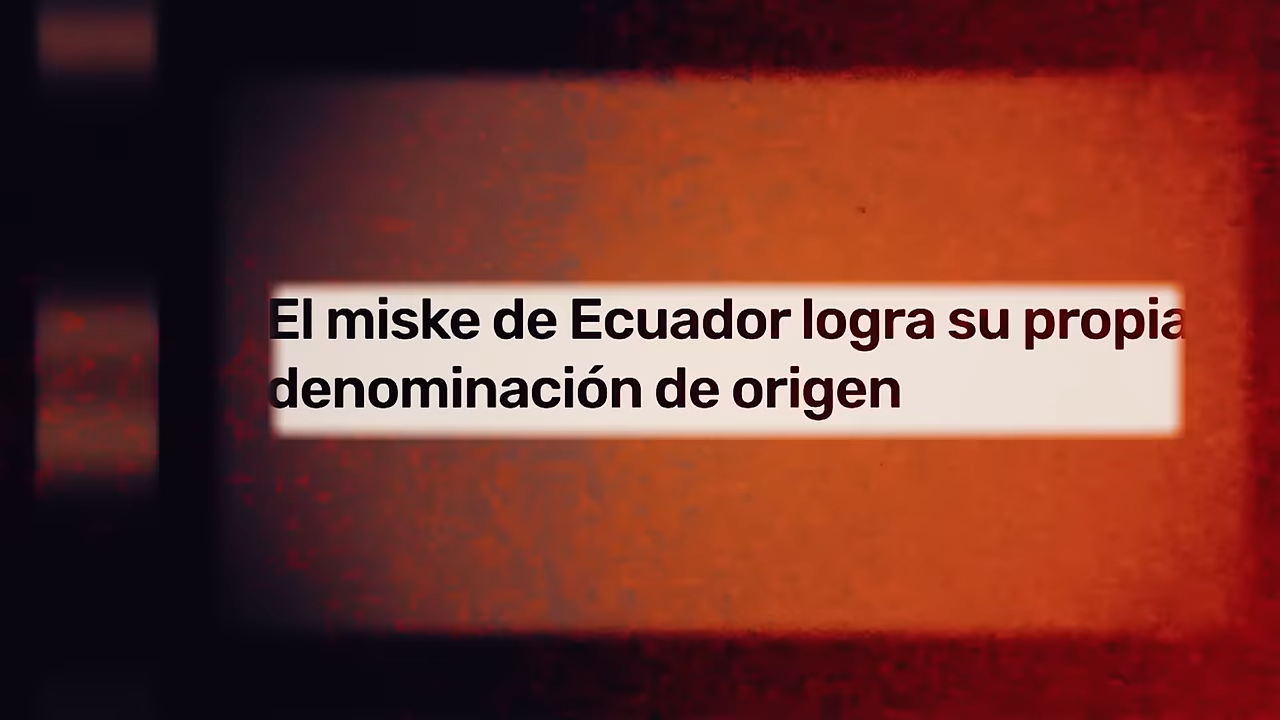 El miske de Ecuador logra su propia
denominación de origen